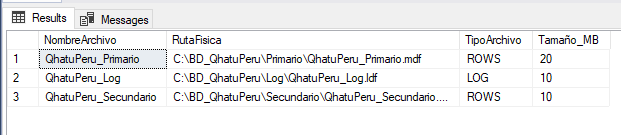 Results Messages
NombreArchivo RutaFisica TipoArchivo Tamaño_MB
1 QhatuPeru_Primario C:\BD_QhatuPeru\Primario\QhatuPeru_Primario.mdf ROWS 20
2 QhatuPeru_Log C:\BD_QhatuPeru\Log\QhatuPeru_Log.ldf LOG 10
3 QhatuPeru_Secundario C:\BD_QhatuPeru\Secundario\QhatuPeru_Secundario.... ROWS 10